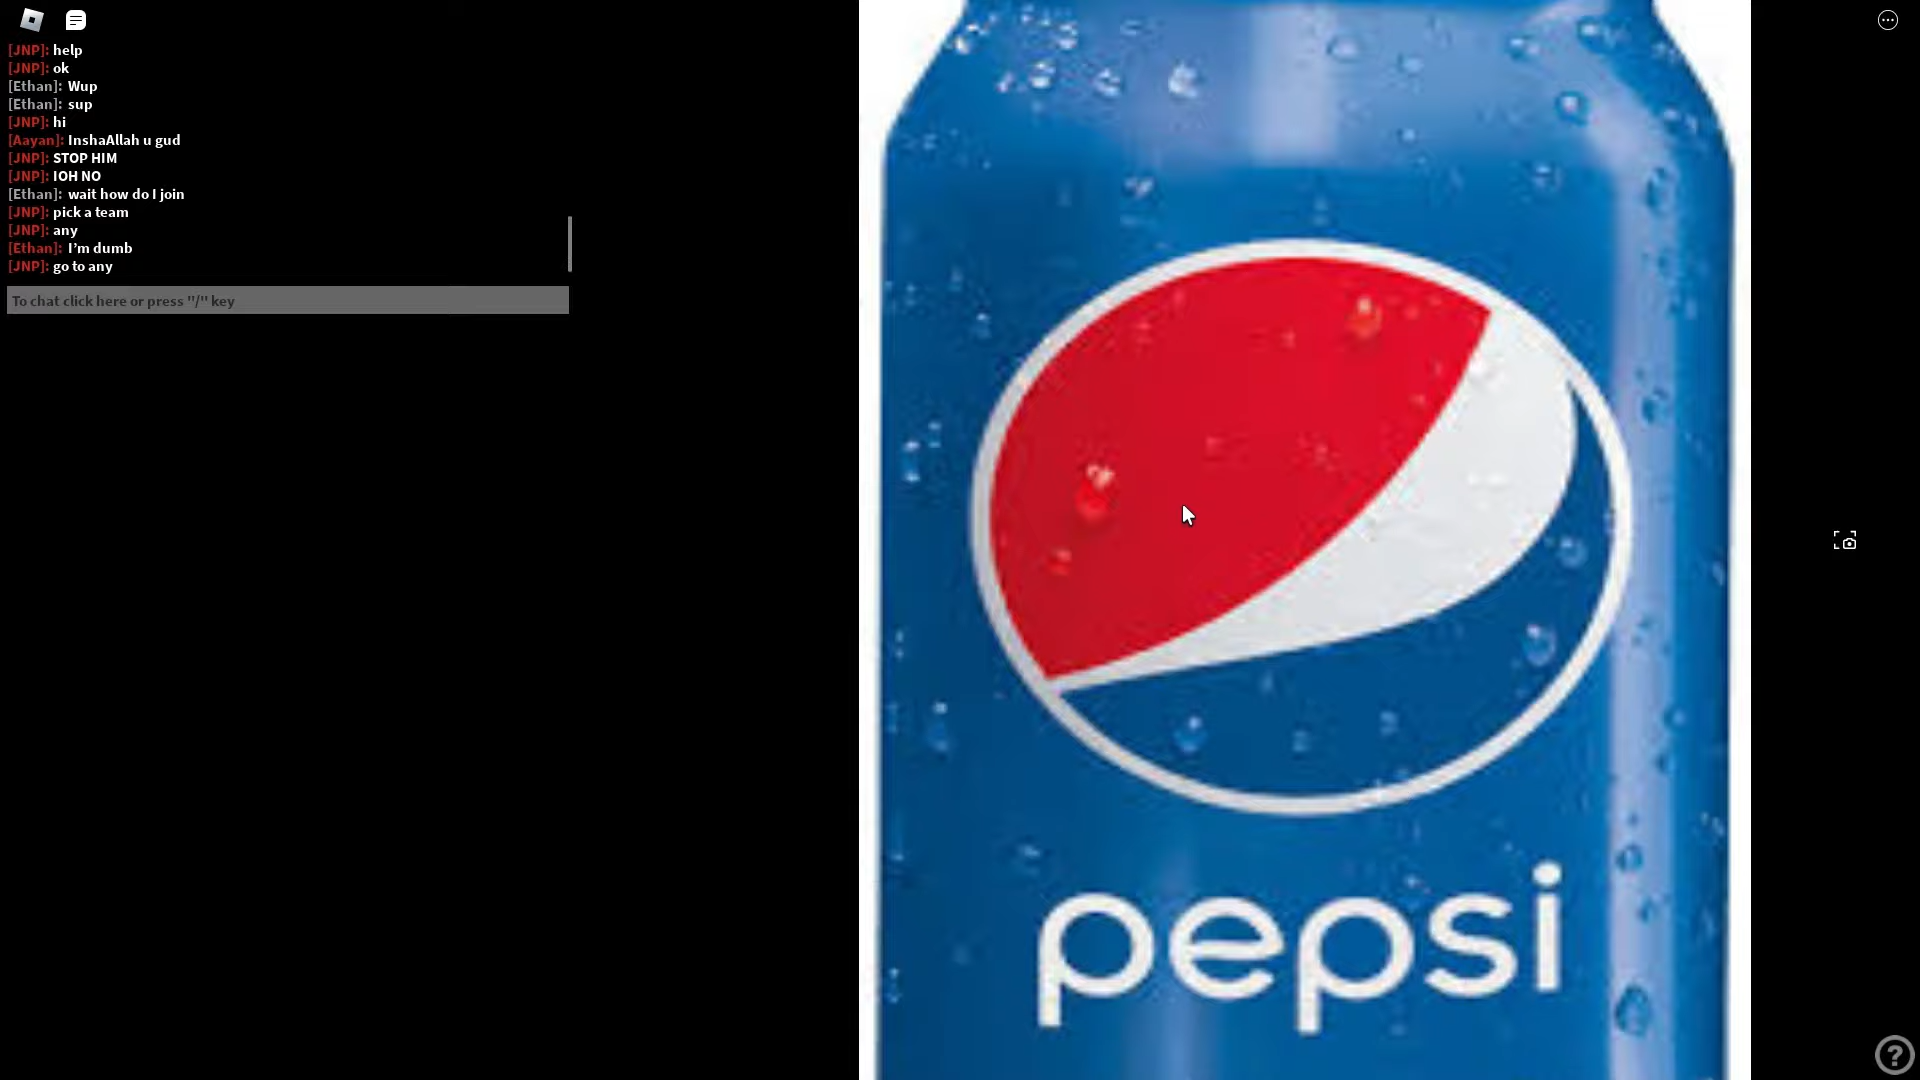 [JNP]: help
[JNP]: ok
[Ethan]: Wup
[Ethan]: sup
[JNP]: hi
[Aayan]: InshaAllah u gud
[JNP]: STOP HIM
[JNP]: IOH NO
[Ethan]: wait how do I join
[JNP]: pick a team
[JNP]: any
[Ethan]: I'm dumb
[JNP]: go to any
To chat click here or press "/" key
pepsi
?